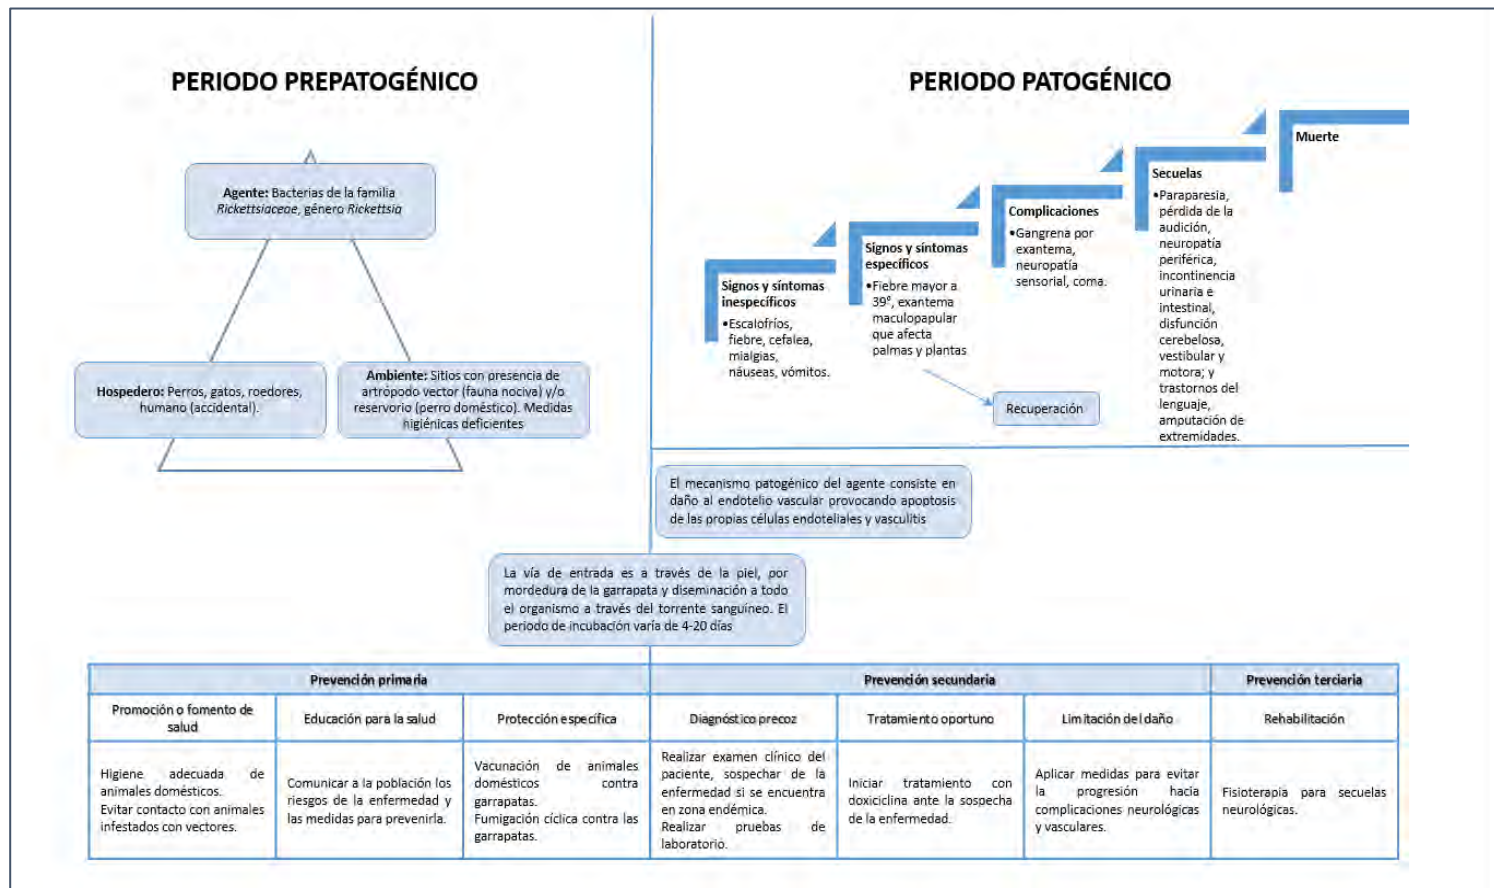 PERIODO PREPATOGÉNICO
Agente: Bacterias de la familia
Rickettsiaceae, género Rickettsia
Hospedero: Perros, gatos, roedores,
humano (accidental).
Ambiente: Sitios con presencia de
artrópodo vector (fauna nociva) y/o
reservorio (perro doméstico). Medidas
higiénicas deficientes
PERIODO PATOGÉNICO
Signos y síntomas
inespecíficos
•Escalofríos,
fiebre, cefalea,
mialgias,
náuseas, vómitos.
Signos y síntomas
específicos
•Fiebre mayor a
39°, exantema
maculopapular
que afecta
palmas y plantas
Recuperación
Complicaciones
•Gangrena por
exantema,
neuropatía
sensorial, coma.
Secuelas
•Paraparesia,
pérdida de la
audición,
neuropatía
periférica,
incontinencia
urinaria e
intestinal,
disfunción
cerebelosa,
vestibular y
motora; y
trastornos del
lenguaje,
amputación de
extremidades.
Muerte
El mecanismo patogénico del agente consiste en
daño al endotelio vascular provocando apoptosis
de las propias células endoteliales y vasculitis
La vía de entrada es a través de la piel, por
mordedura de la garrapata y diseminación a todo
el organismo a través del torrente sanguíneo. El
periodo de incubación varía de 4-20 días
Prevención primaria
Prevención secundaria
Prevención terciaria
Promoción o fomento de
salud
Educación para la salud
Protección específica
Diagnóstico precoz
Tratamiento oportuno
Limitación del daño
Rehabilitación
Higiene adecuada de
animales domésticos.
Evitar contacto con animales
infestados con vectores.
Comunicar a la población los
riesgos de la enfermedad y
las medidas para prevenirla.
Vacunación de animales
domésticos contra
garrapatas.
Fumigación cíclica contra las
garrapatas.
Realizar examen clínico del
paciente, sospechar de la
enfermedad si se encuentra
en zona endémica.
Realizar pruebas de
laboratorio.
Iniciar tratamiento con
doxiciclina ante la sospecha
de la enfermedad.
Aplicar medidas para evitar
la progresión hacia
complicaciones neurológicas
y vasculares.
Fisioterapia para secuelas
neurológicas.